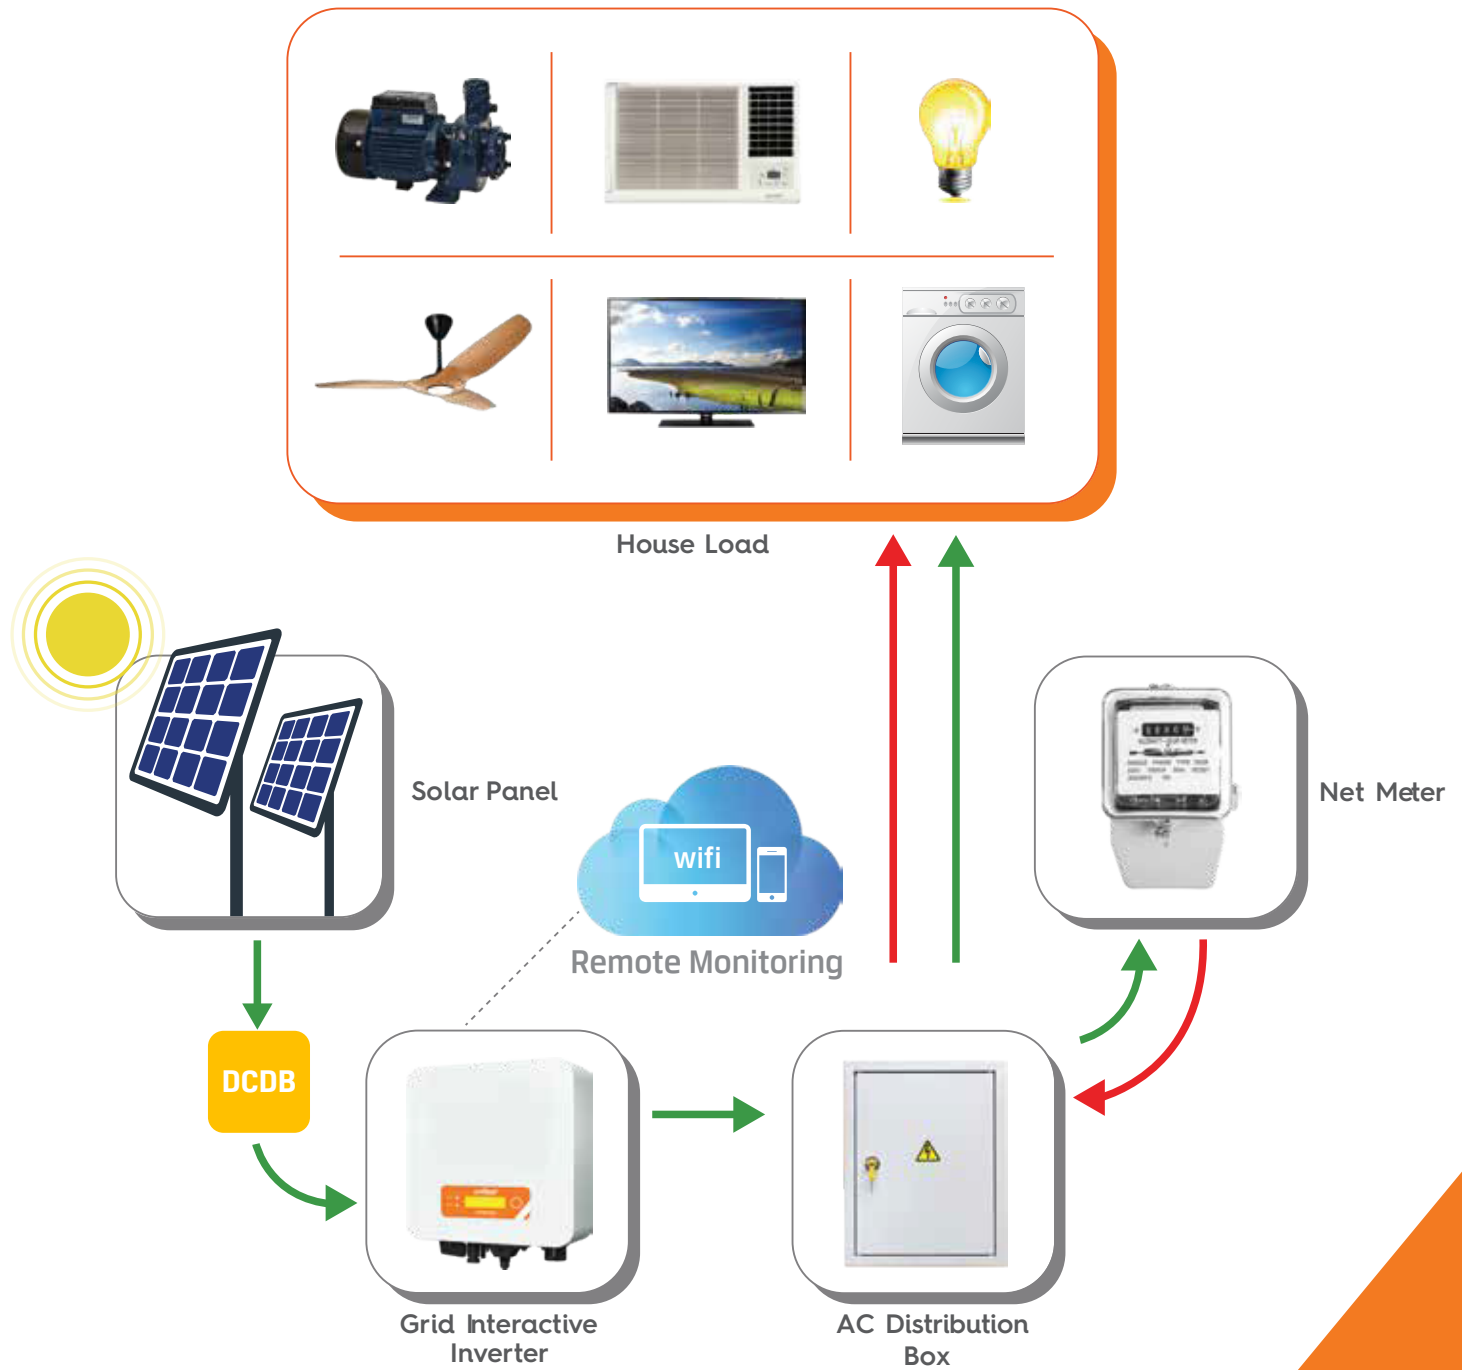 House Load
Solar Panel
Net Meter
wifi
Remote Monitoring
DCDB
Grid Interactive
Inverter
AC Distribution
Box